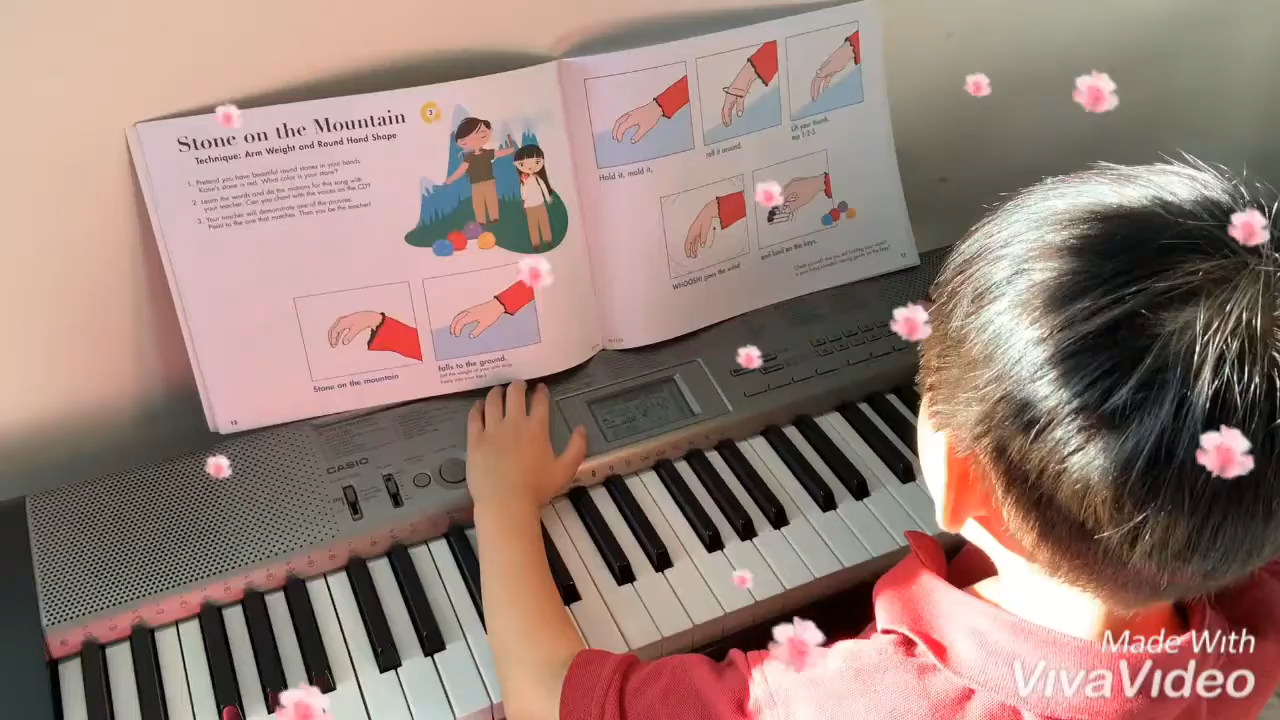 Stone on the Mountain
3
Technique: Arm Weight and Round Hand Shape
1. Pretend you have beautiful round stones in your hands.
Katie's stone is red. What color is your stone?
2. Learn the words and do the motions for this song with
your teacher. Can you chant with the voices on the CD?
3. Your teacher will demonstrate one of the pictures.
Point to the one that matches. Then you be the teacher!
Stone on the mountain
falls to the ground.
12
Hold it, mold it,
roll it around.
Lift your thumb,
tap 1-2-3.
WHOOSH! goes the wind
and land on the keys.
CASIO
Made With
VivaVideo